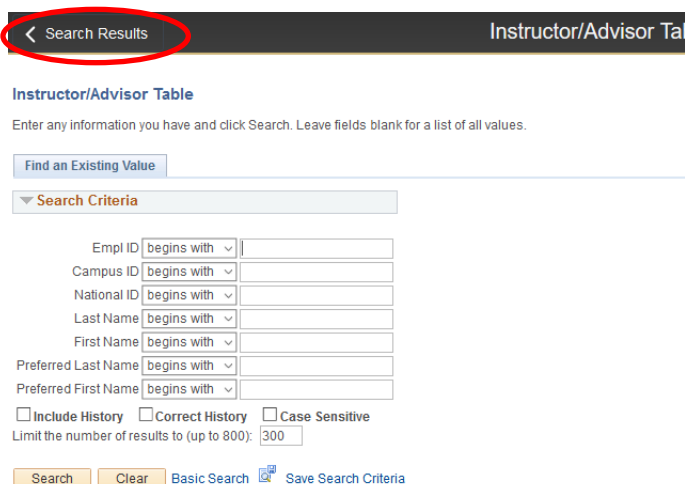 Search Results
Instructor/Advisor
Instructor/Advisor Table
Enter any information you have and click Search. Leave fields blank for a list of all values.
Find an Existing Value
Search Criteria
Empl ID begins with
Campus ID begins with
National ID begins with
Last Name begins with
First Name begins with
Preferred Last Name begins with
Preferred First Name begins with
Include History Correct History Case Sensitive
Limit the number of results to (up to 800): 300
Search Clear Basic Search Save Search Criteria